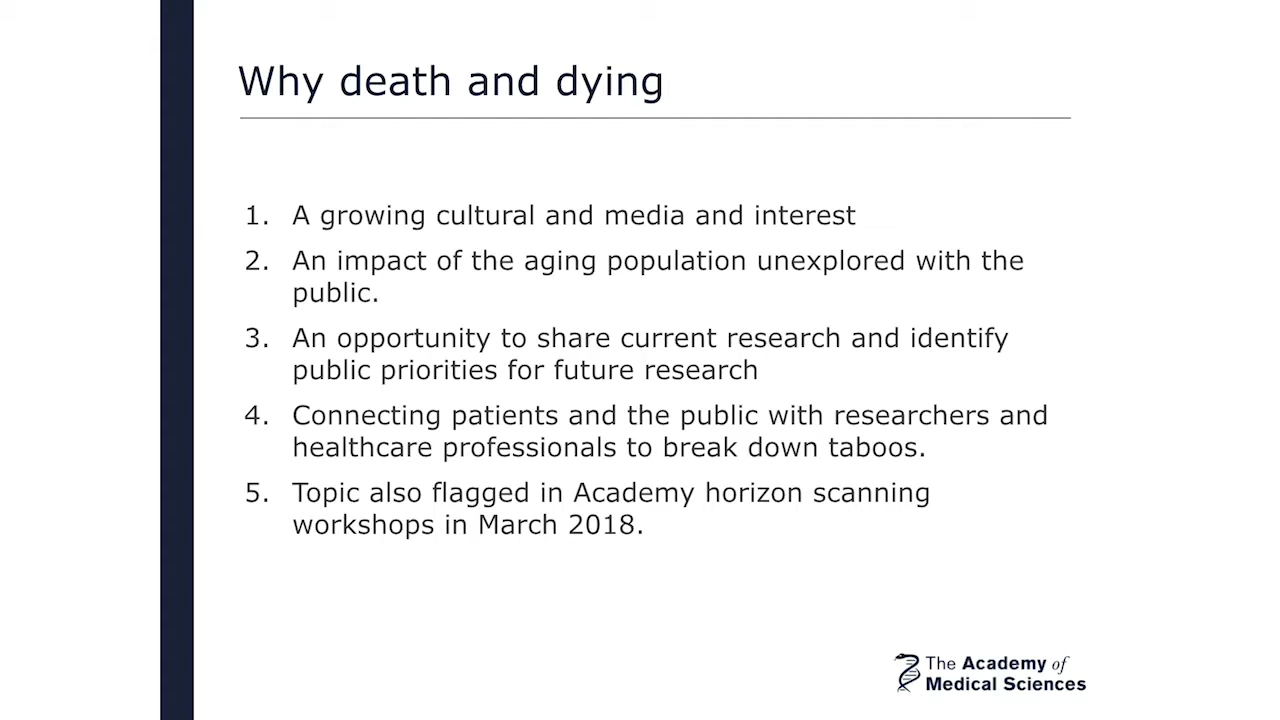 Why death and dying
1. A growing cultural and media and interest
2. An impact of the aging population unexplored with the
public.
3. An opportunity to share current research and identify
public priorities for future research
4. Connecting patients and the public with researchers and
healthcare professionals to break down taboos.
5. Topic also flagged in Academy horizon scanning
workshops in March 2018.
The Academy of
Medical Sciences